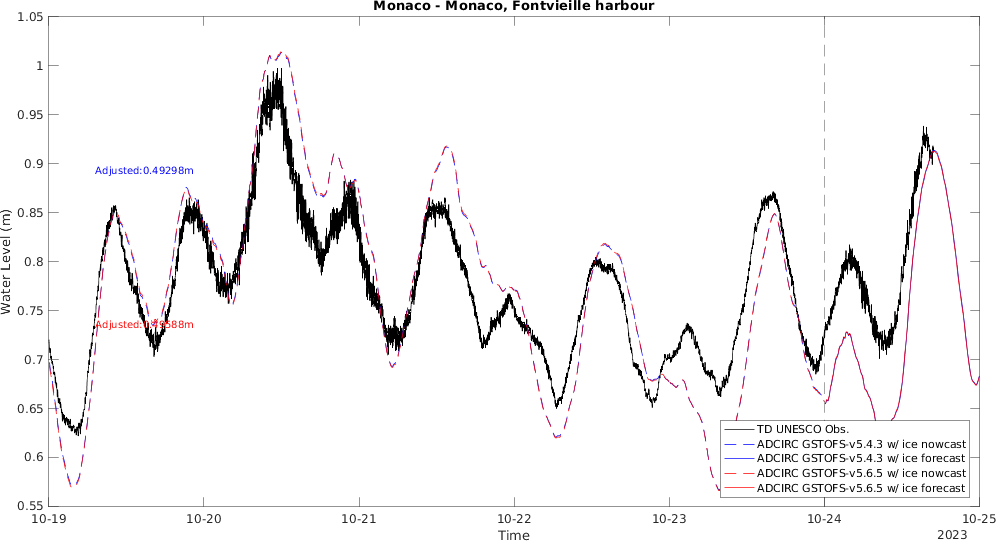 Monaco - Monaco, Fontvieille harbour
1.05
1
0.95
0.9
0.85
0.8
0.75
0.7
0.65
0.6
0.55
Water Level (m)
Adjusted:0.49298m
TD UNESCO Obs.
ADCIRC GSTOFS-v5.4.3 w/ ice nowcast
ADCIRC GSTOFS-v5.4.3 w/ ice forecast
ADCIRC GSTOFS-v5.6.5 w/ ice nowcast
ADCIRC GSTOFS-v5.6.5 w/ ice forecast
10-19
10-20
10-21
10-22
10-23
10-24
10-25
Time
2023